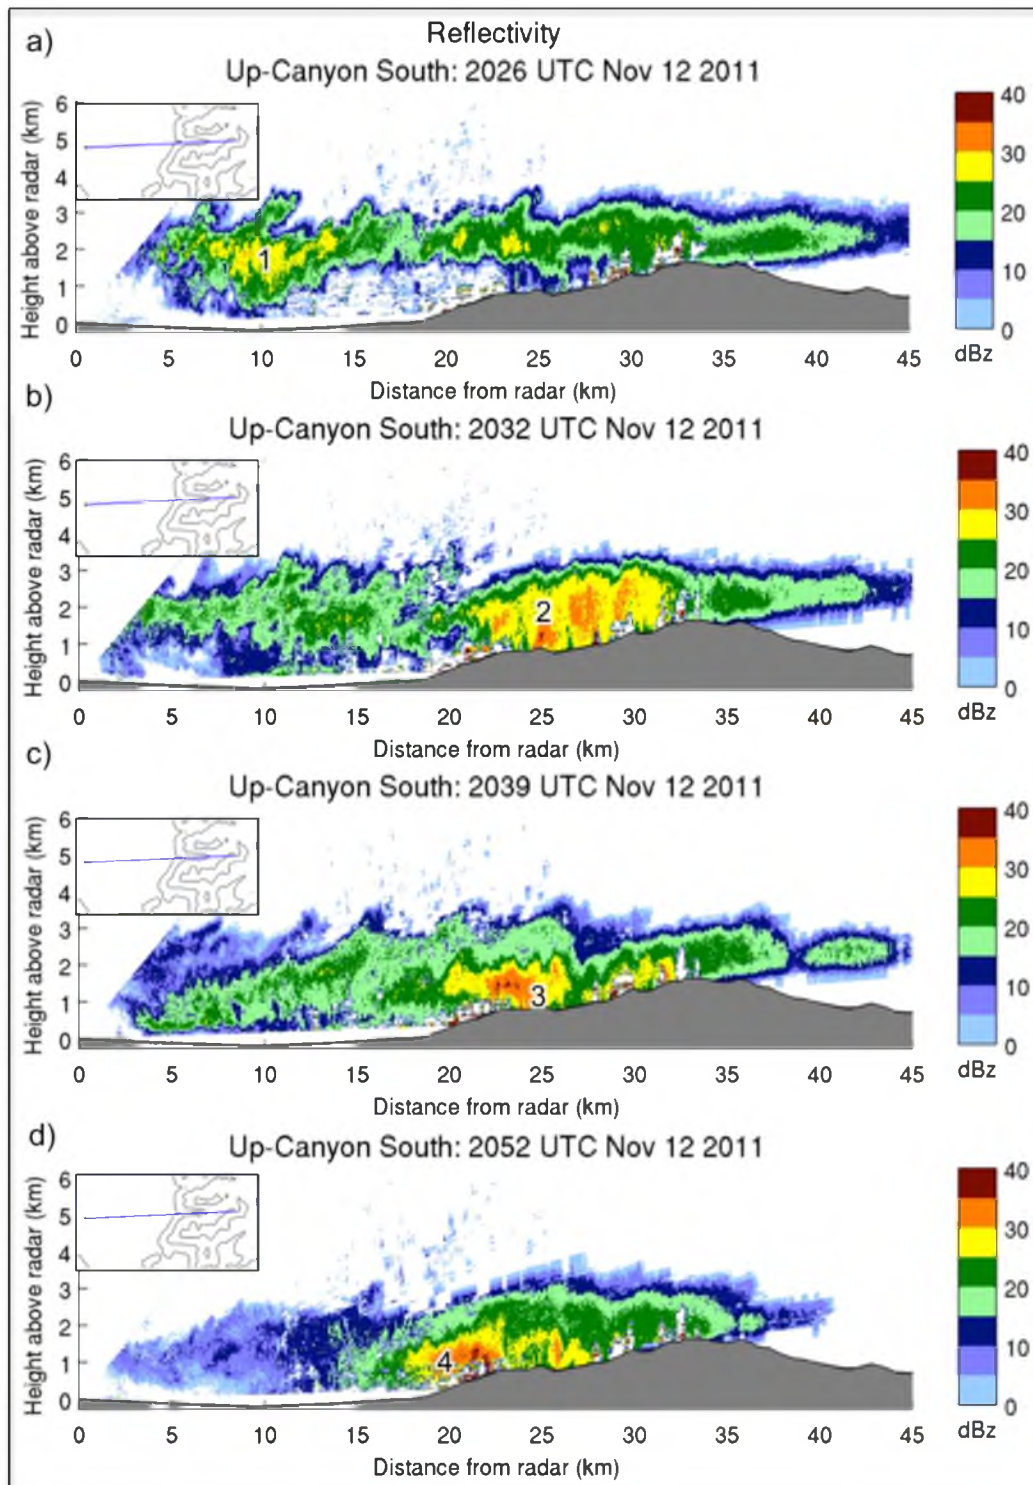 Reflectivity
a)
Up-Canyon South: 2026 UTC Nov 12 2011
Height above radar (km)
6
5
4
3
2
1
0
0 5 10 15 20 25 30 35 40 45
Distance from radar (km)
1
40
30
20
10
0
dBz
b)
Up-Canyon South: 2032 UTC Nov 12 2011
Height above radar (km)
6
5
4
3
2
1
0
0 5 10 15 20 25 30 35 40 45
Distance from radar (km)
2
40
30
20
10
0
dBz
c)
Up-Canyon South: 2039 UTC Nov 12 2011
Height above radar (km)
6
5
4
3
2
1
0
0 5 10 15 20 25 30 35 40 45
Distance from radar (km)
3
40
30
20
10
0
dBz
d)
Up-Canyon South: 2052 UTC Nov 12 2011
Height above radar (km)
6
5
4
3
2
1
0
0 5 10 15 20 25 30 35 40 45
Distance from radar (km)
4
40
30
20
10
0
dBz